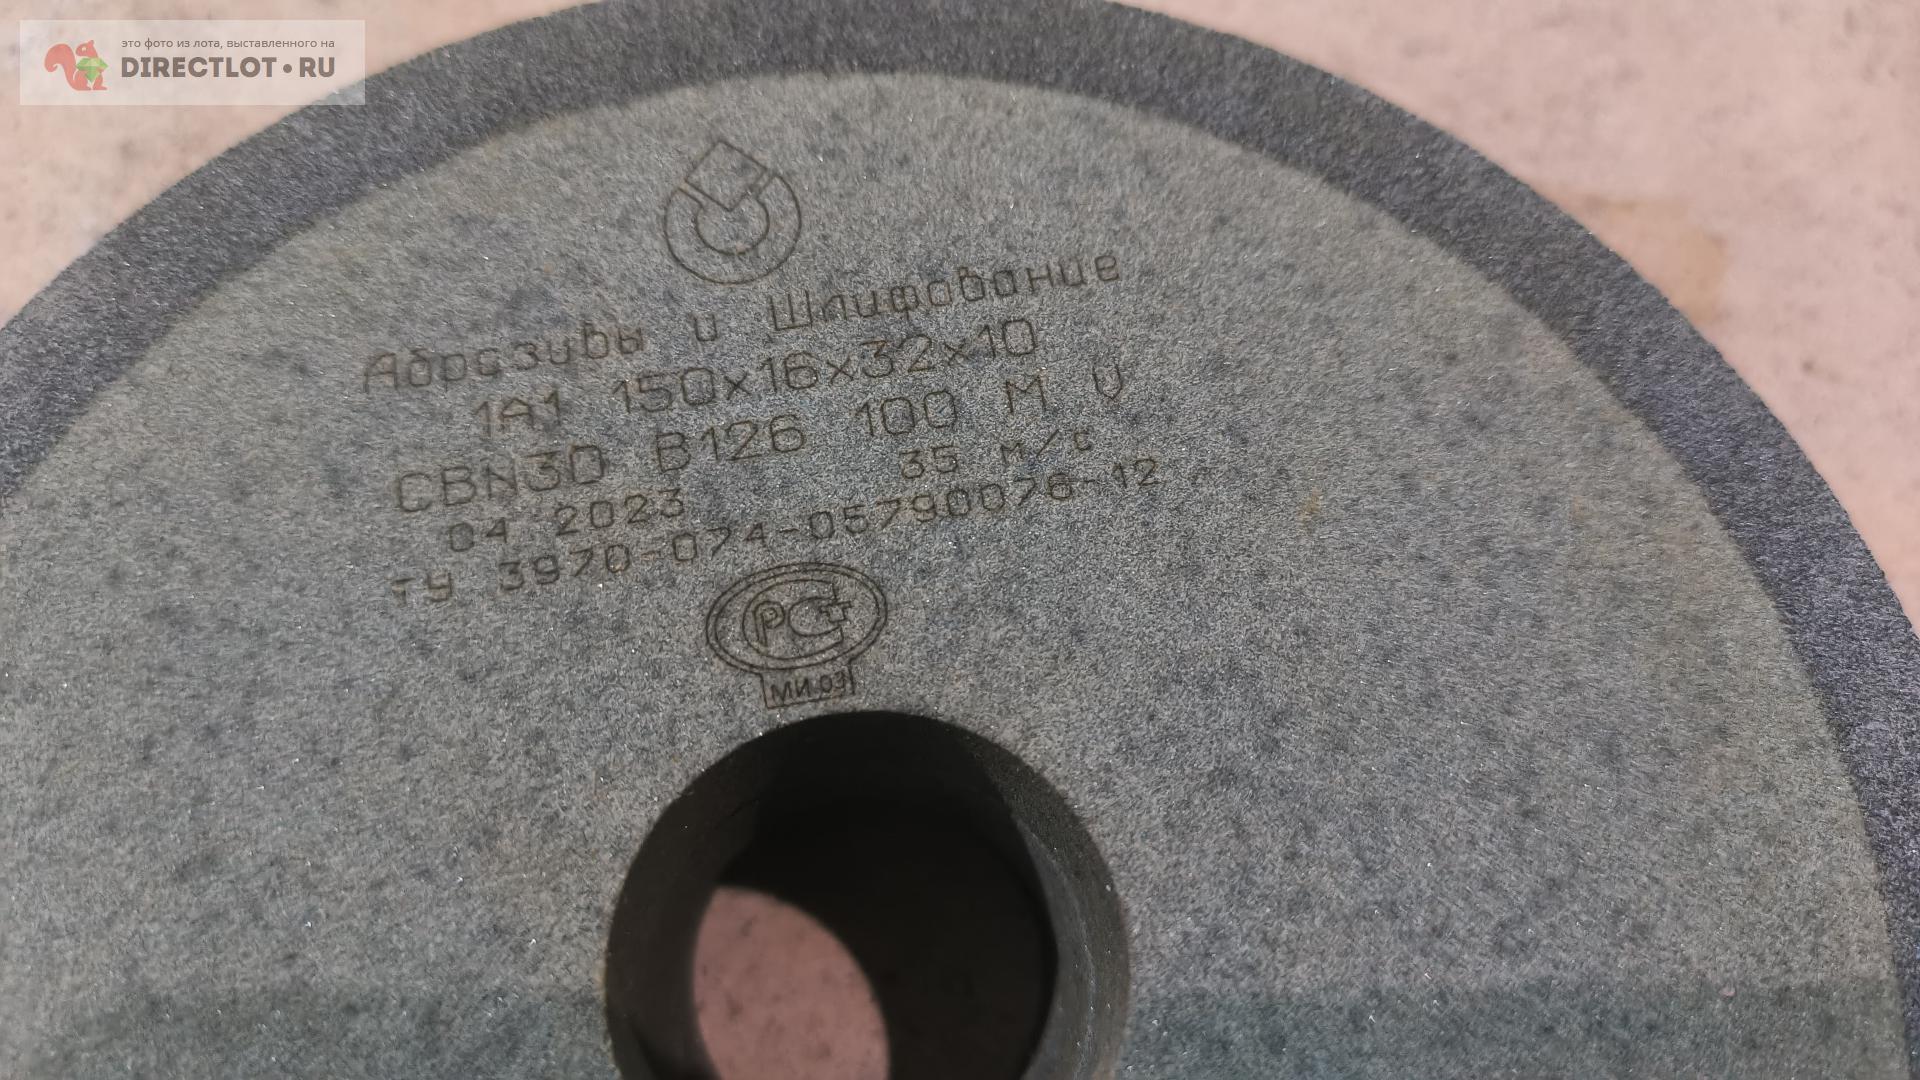 это фото из лота, выставленного на
DIRECTLOT•RU
Абразивы и Шлифование
1A1 150x16x32x10
CBN30 B126 100 M V
04 2023 35 м/с
ТУ 3970-074-05790076-12
РСТ
МИ 03